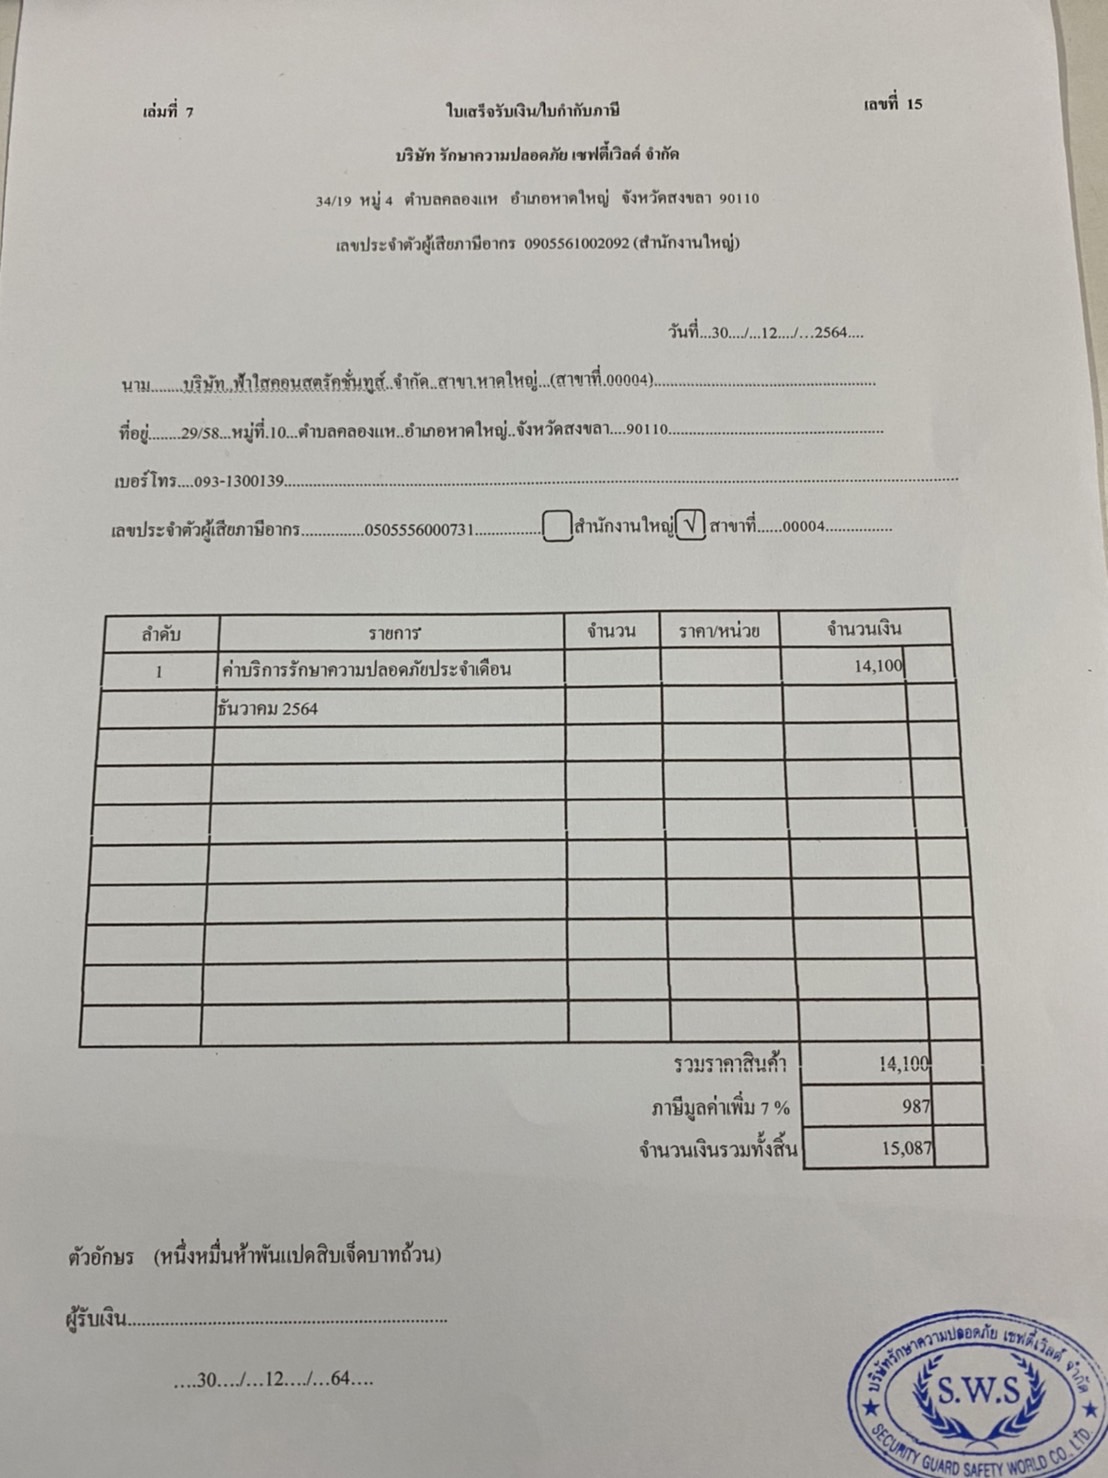 เล่มที่ 7
ใบเสร็จรับเงิน/ใบกำกับภาษี
เลขที่ 15
บริษัท รักษาความปลอดภัย เซฟตี้เวิลด์ จำกัด
34/19 หมู่ 4 ตำบลคลองแห อำเภอหาดใหญ่ จังหวัดสงขลา 90110
เลขประจำตัวผู้เสียภาษีอากร 0905561002092 (สำนักงานใหญ่)
วันที่...30..../...12..../...2564....
นาม........บริษัท..ฟ้าใสคอนสตรัคชั่นทูส์..จำกัด..สาขา.หาดใหญ่...(สาขาที่.00004)..................................................
ที่อยู่........29/58...หมู่ที่.10...ตำบลคลองแห..อำเภอหาดใหญ่..จังหวัดสงขลา....90110..................................................
เบอร์โทร....093-1300139..................................................
เลขประจำตัวผู้เสียภาษีอากร...............0505556000731................ สำนักงานใหญ่ √ สาขาที่......00004................
ลำดับ รายการ จำนวน ราคา/หน่วย จำนวนเงิน
1 ค่าบริการรักษาความปลอดภัยประจำเดือน 14,100
ธันวาคม 2564
รวมราคาสินค้า 14,100
ภาษีมูลค่าเพิ่ม 7 % 987
จำนวนเงินรวมทั้งสิ้น 15,087
ตัวอักษร (หนึ่งหมื่นห้าพันแปดสิบเจ็ดบาทถ้วน)
ผู้รับเงิน..................................................
....30..../...12..../...64....
บริษัทรักษาความปลอดภัย เซฟตี้เวิลด์ จำกัด
S.W.S
SECURITY GUARD SAFETY WORLD CO., LTD.